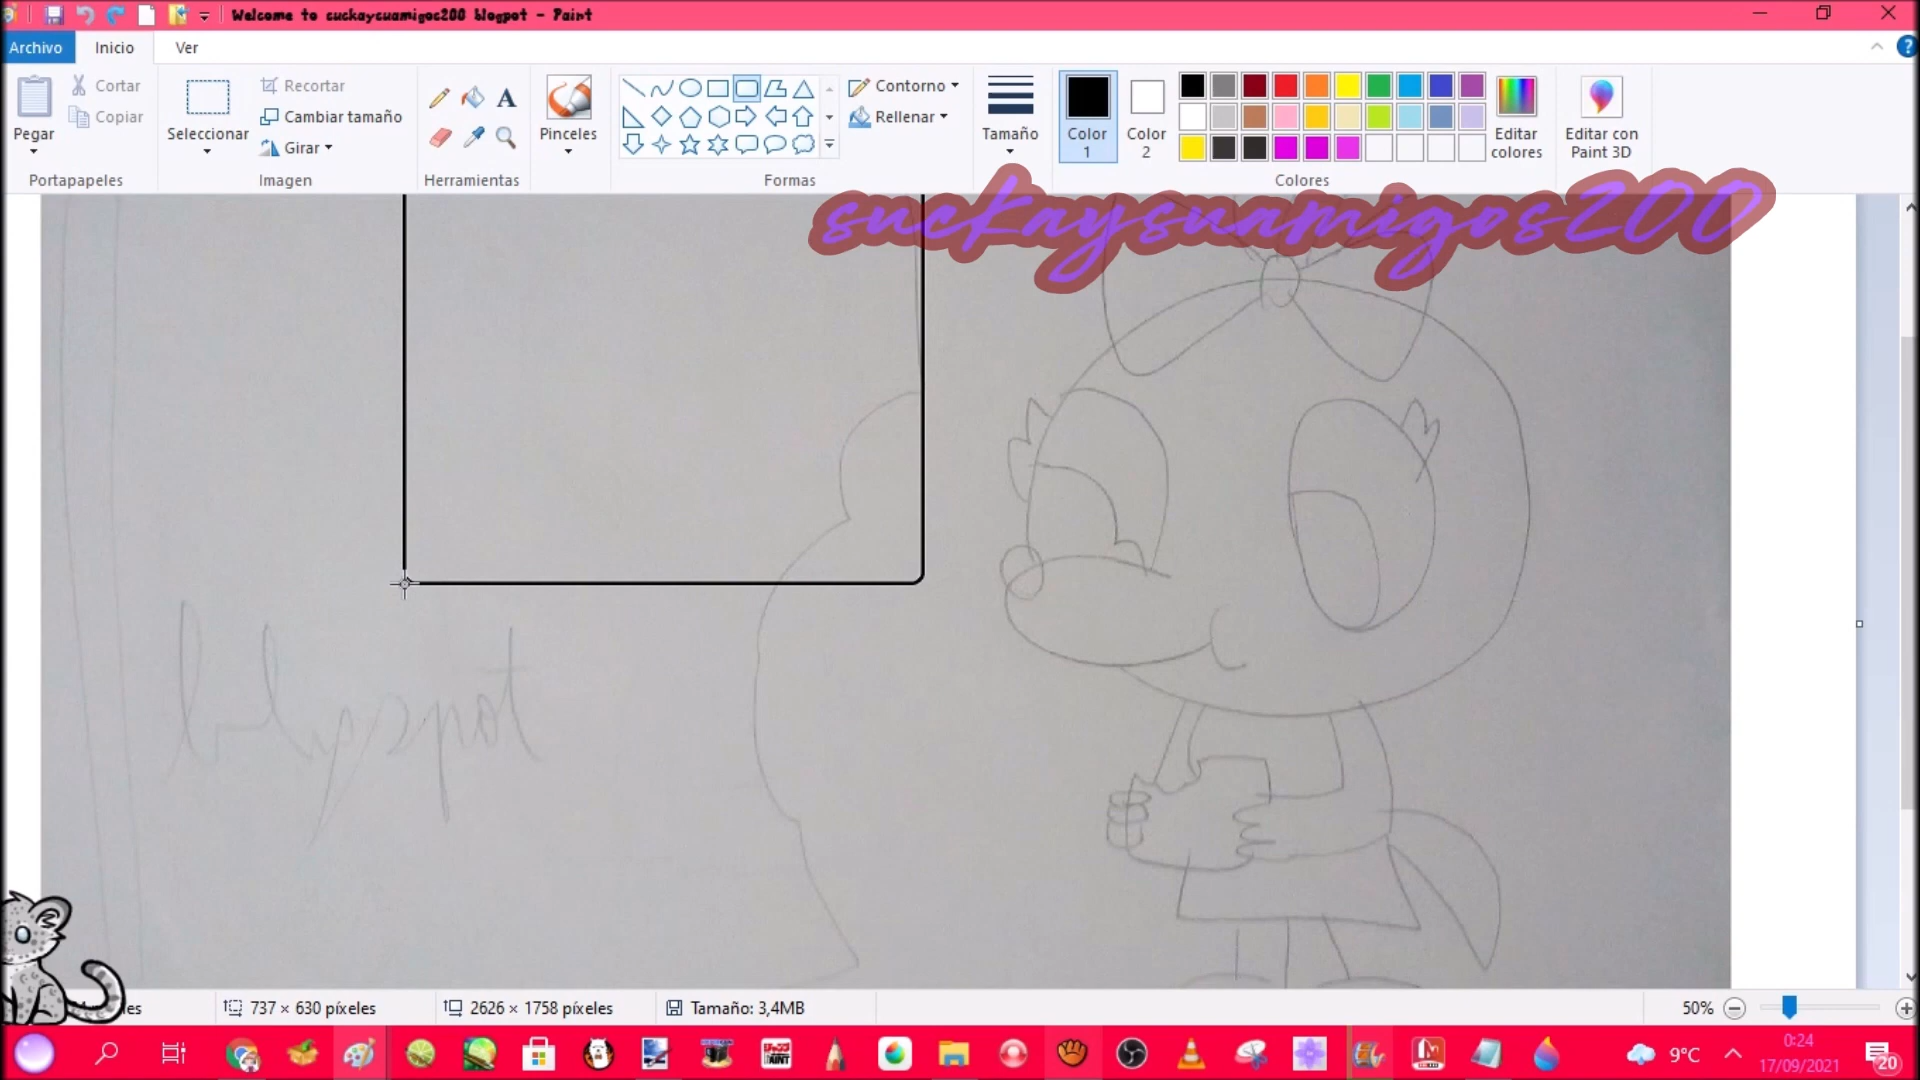 Welcome to suckaysuamigos200 blogpot - Paint
Archivo Inicio Ver
Pegar
Cortar
Copiar
Portapapeles
Seleccionar
Recortar
Cambiar tamaño
Girar
Imagen
A
Herramientas
Pinceles
Contorno
Rellenar
Formas
Tamaño
Color 1
Color 2
Editar colores
Colores
Editar con Paint 3D
suckaysuamigos200
737 × 630 píxeles
2626 × 1758 píxeles
Tamaño: 3,4MB
50%
9°C
0:24
17/09/2021
20